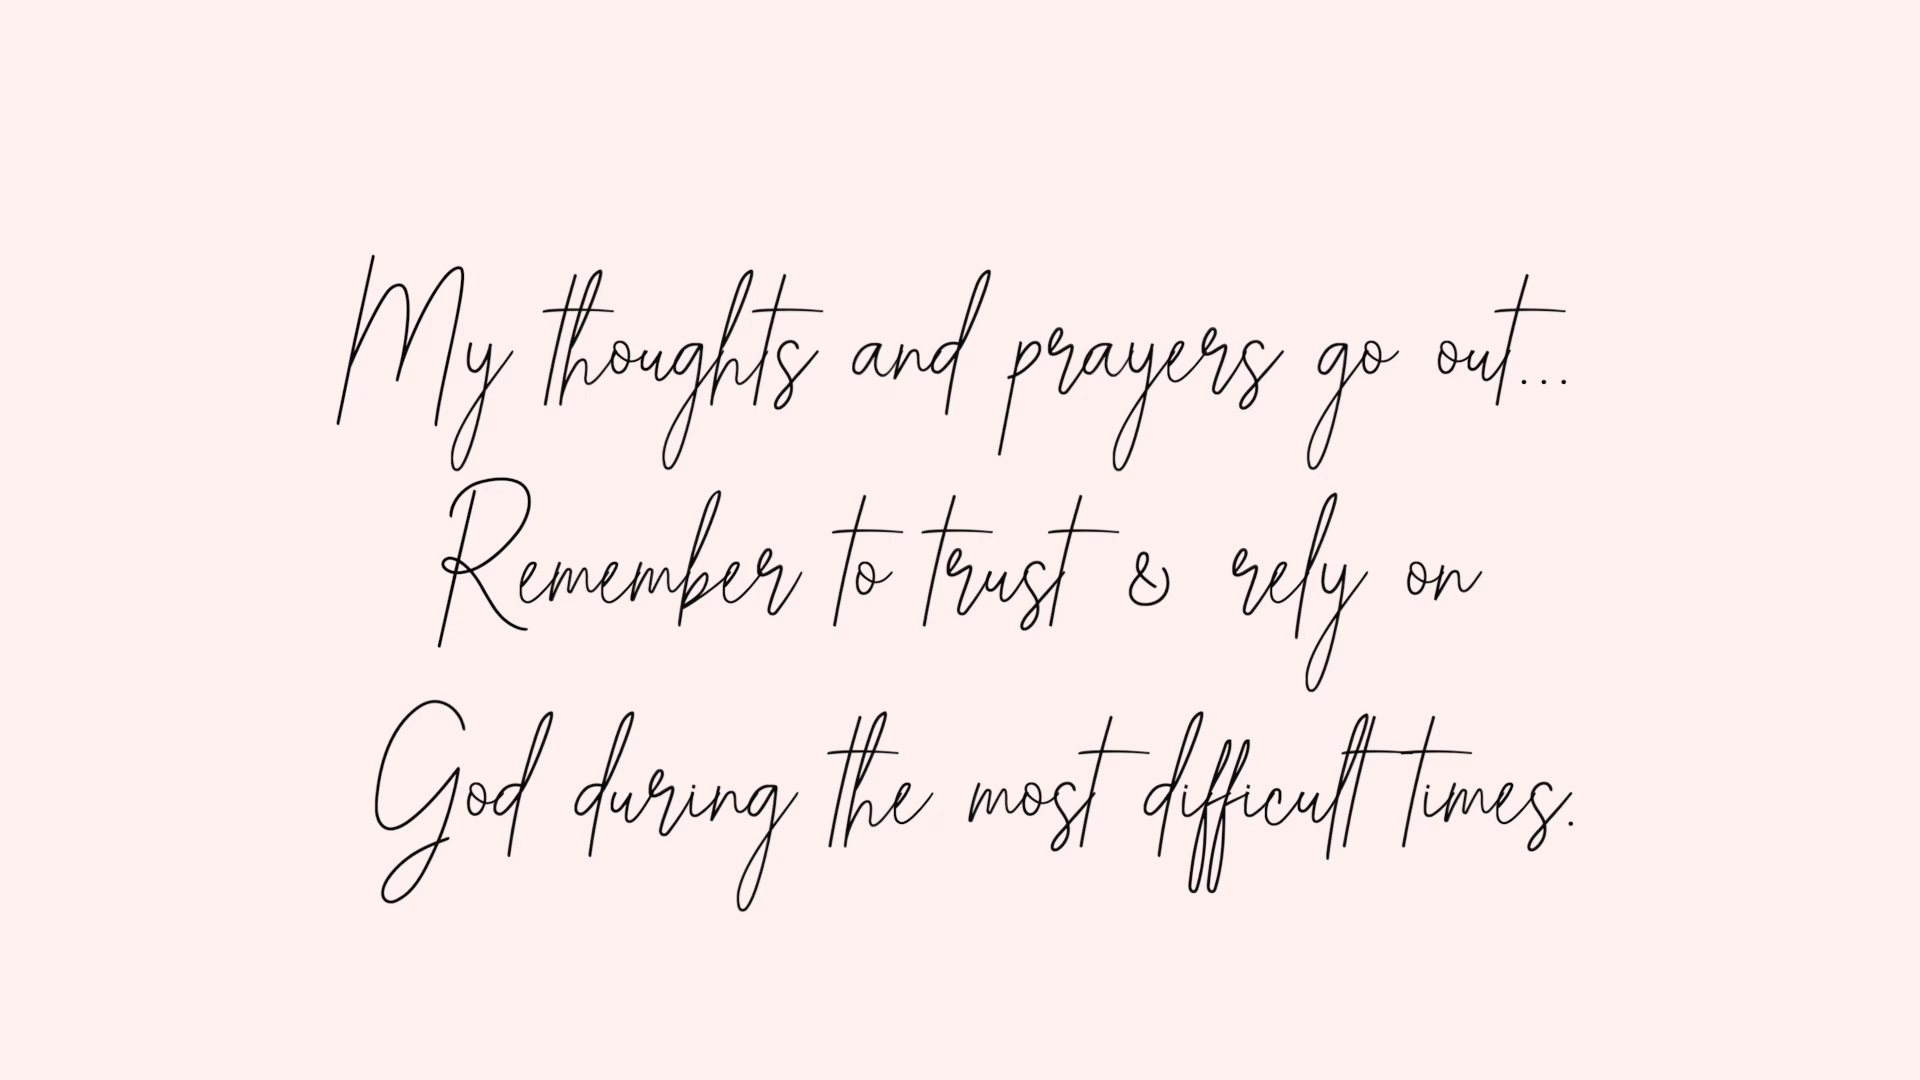 My thoughts and prayers go out...
Remember to trust & rely on
God during the most difficult times.